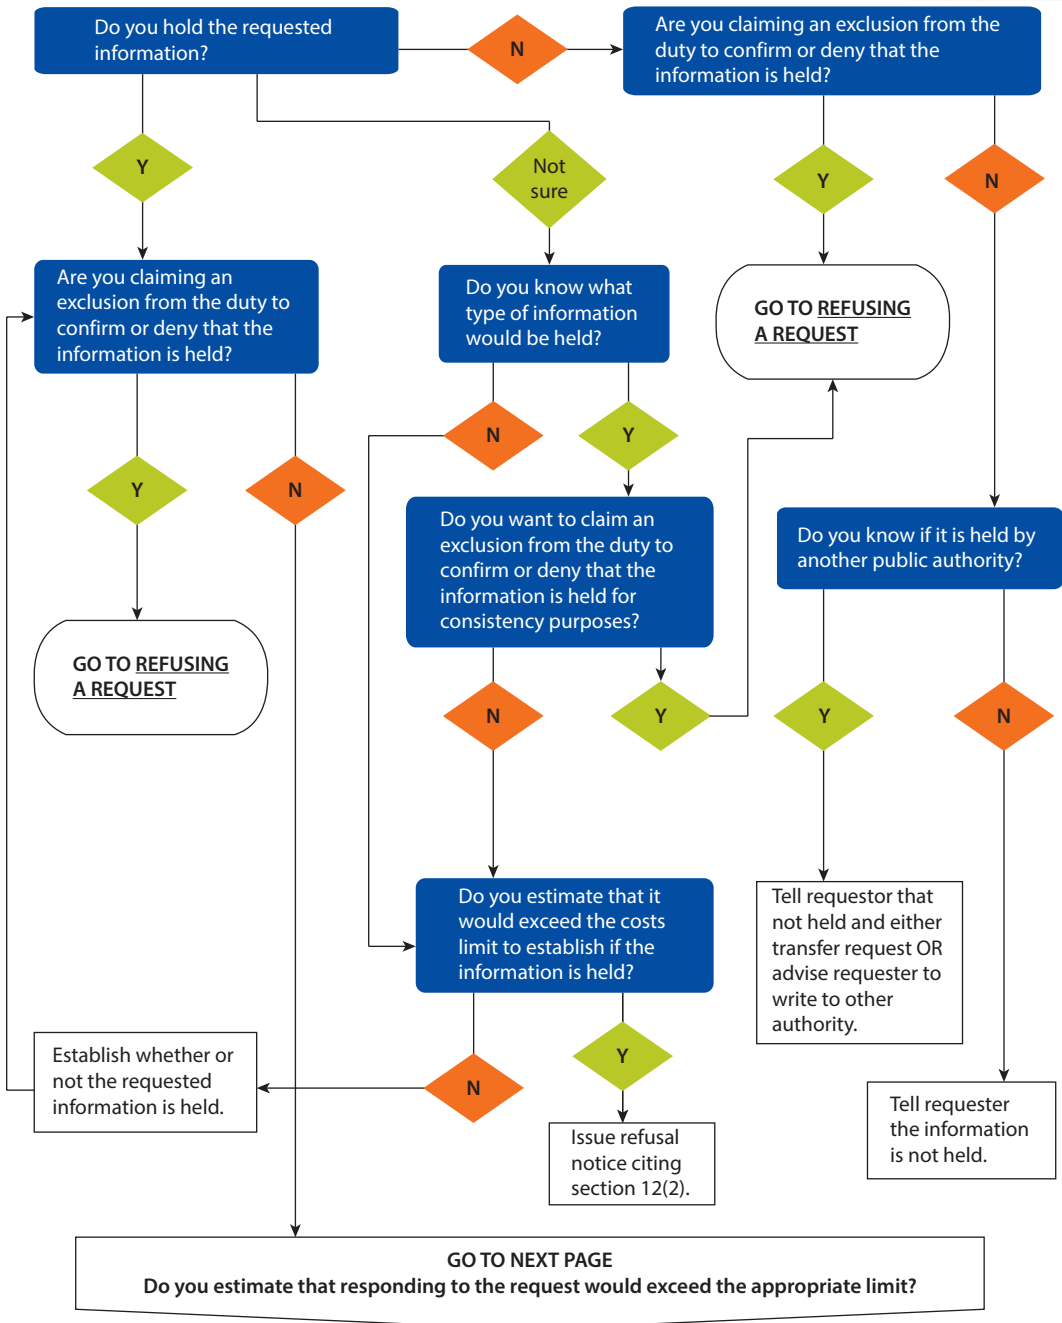 Do you hold the requested
information?
N
Are you claiming an exclusion from the
duty to confirm or deny that the
information is held?
Y
Not
sure
Y
N
Are you claiming an
exclusion from the duty to
confirm or deny that the
information is held?
Do you know what
type of information
would be held?
GO TO REFUSING
A REQUEST
N
Y
Y
N
Do you want to claim an
exclusion from the duty to
confirm or deny that the
information is held for
consistency purposes?
Do you know if it is held by
another public authority?
GO TO REFUSING
A REQUEST
N
Y
Y
N
Do you estimate that it
would exceed the costs
limit to establish if the
information is held?
Tell requestor that
not held and either
transfer request OR
advise requester to
write to other
authority.
Establish whether or
not the requested
information is held.
N
Y
Issue refusal
notice citing
section 12(2).
Tell requester
the information
is not held.
GO TO NEXT PAGE
Do you estimate that responding to the request would exceed the appropriate limit?